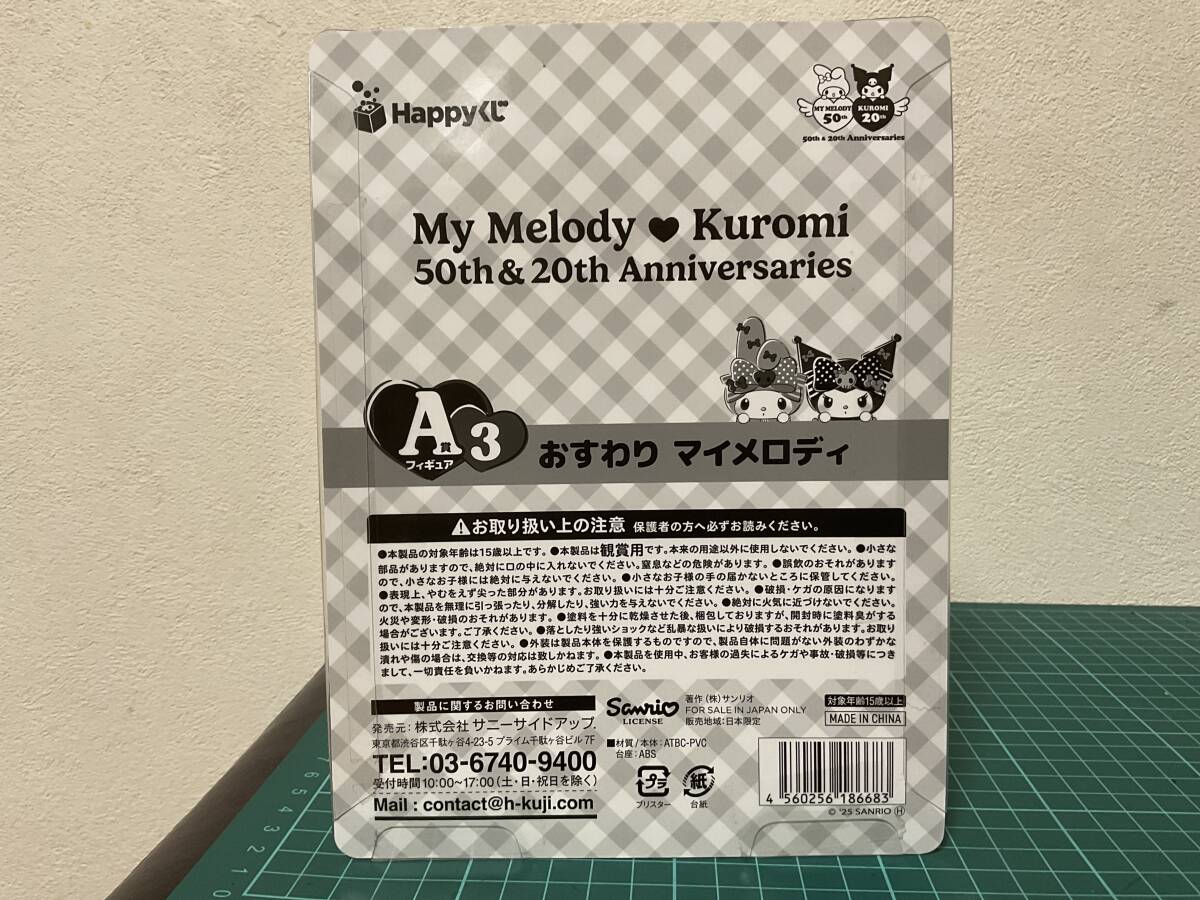 Happyくじ
MY MELODY 50th KUROMI 20th
50th & 20th Anniversaries
My Melody ♥ Kuromi
50th & 20th Anniversaries
A賞 3
フィギュア
おすわり マイメロディ
⚠お取り扱い上の注意 保護者の方へ必ずお読みください。
●本製品の対象年齢は15歳以上です。●本製品は観賞用です。本来の用途以外に使用しないでください。●小さな
部品がありますので、絶対に口の中に入れないでください。窒息などの危険があります。●誤飲のおそれがあります
ので、小さなお子様には絶対に与えないでください。●小さなお子様の手の届かないところに保管してください。
●表現上、やむをえず尖った部分があります。お取り扱いには十分ご注意ください。●破損・ケガの原因になります
ので、本製品を無理に引っ張ったり、分解したり、強い力を与えないでください。●絶対に火気に近づけないでください。
火災や変形・破損のおそれがあります。●塗料を十分に乾燥させた後、梱包しておりますが、開封時に塗料臭がする
場合がございます。ご了承ください。●落としたり強いショックなど乱暴な扱いにより破損するおそれがあります。お取り
扱いには十分ご注意ください。●外装は製品本体を保護するものですので、製品自体に問題がない外装のわずかな
潰れや傷の場合は、交換等の対応は致しかねます。●本製品を使用中、お客様の過失によるケガや事故・破損等につき
まして、一切責任を負いかねます。あらかじめご了承ください。
製品に関するお問い合わせ
発売元:株式会社 サニーサイドアップ
東京都渋谷区千駄ヶ谷4-23-5 プライム千駄ヶ谷ビル 7F
TEL:03-6740-9400
受付時間10:00~17:00(土・日・祝日を除く)
Mail : contact@h-kuji.com
Sanrio
LICENSE
著作 (株)サンリオ
FOR SALE IN JAPAN ONLY
販売地域:日本限定
■材質/本体:ATBC-PVC
台座:ABS
プラ
ブリスター
紙
台紙
対象年齢15歳以上
MADE IN CHINA
4 560256 186683
© '25 SANRIO Ⓗ
6 5 4 3 2 1 0